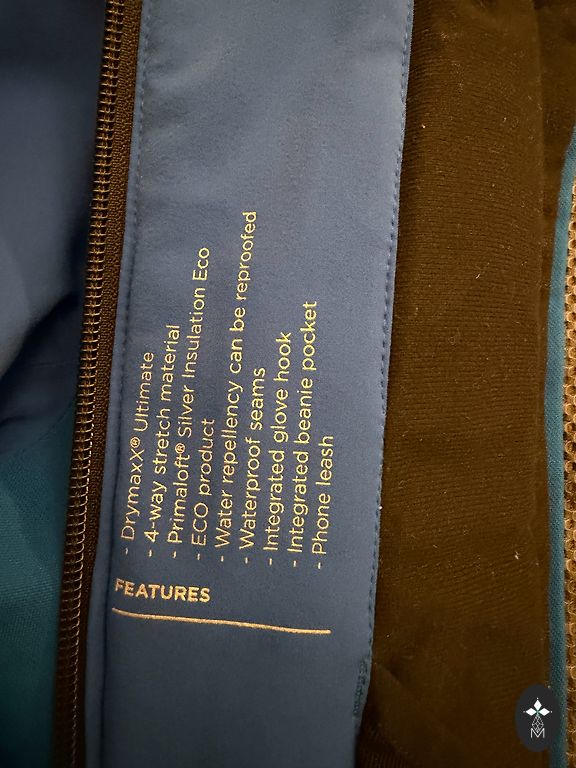 FEATURES
- DrymaxX® Ultimate
- 4-way stretch material
- Primaloft® Silver Insulation Eco
- ECO product
- Water repellency can be reproofed
- Waterproof seams
- Integrated glove hook
- Integrated beanie pocket
- Phone leash
M